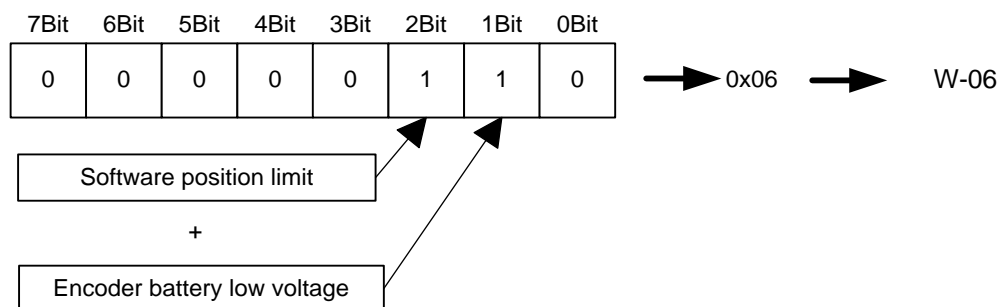 7Bit 6Bit 5Bit 4Bit 3Bit 2Bit 1Bit 0Bit
0 0 0 0 0 1 1 0 0x06 W-06
Software position limit
+
Encoder battery low voltage